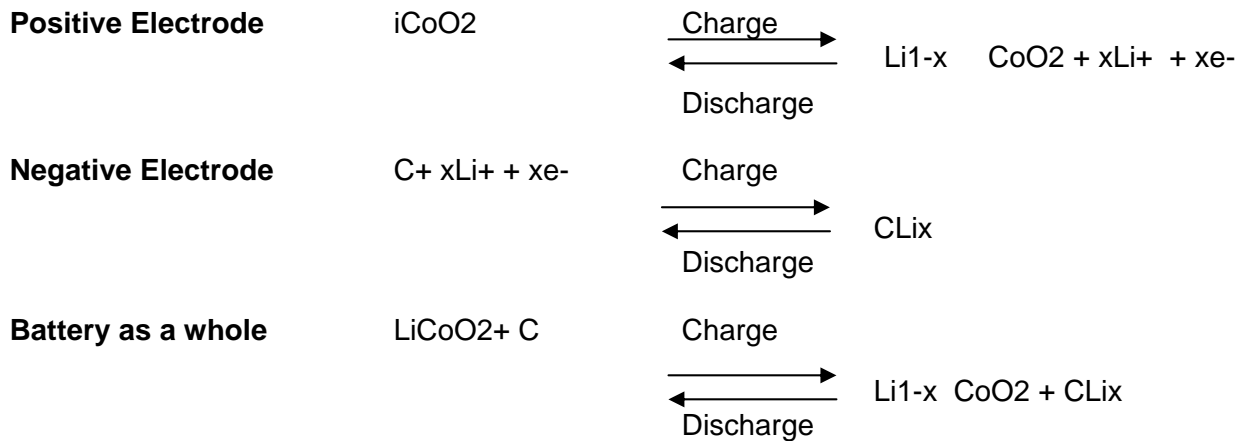 Positive Electrode iCoO2 Charge
Li1-x CoO2 + xLi+ + xe-
Discharge
Negative Electrode C+ xLi+ + xe- Charge
CLix
Discharge
Battery as a whole LiCoO2+ C Charge
Li1-x CoO2 + CLix
Discharge